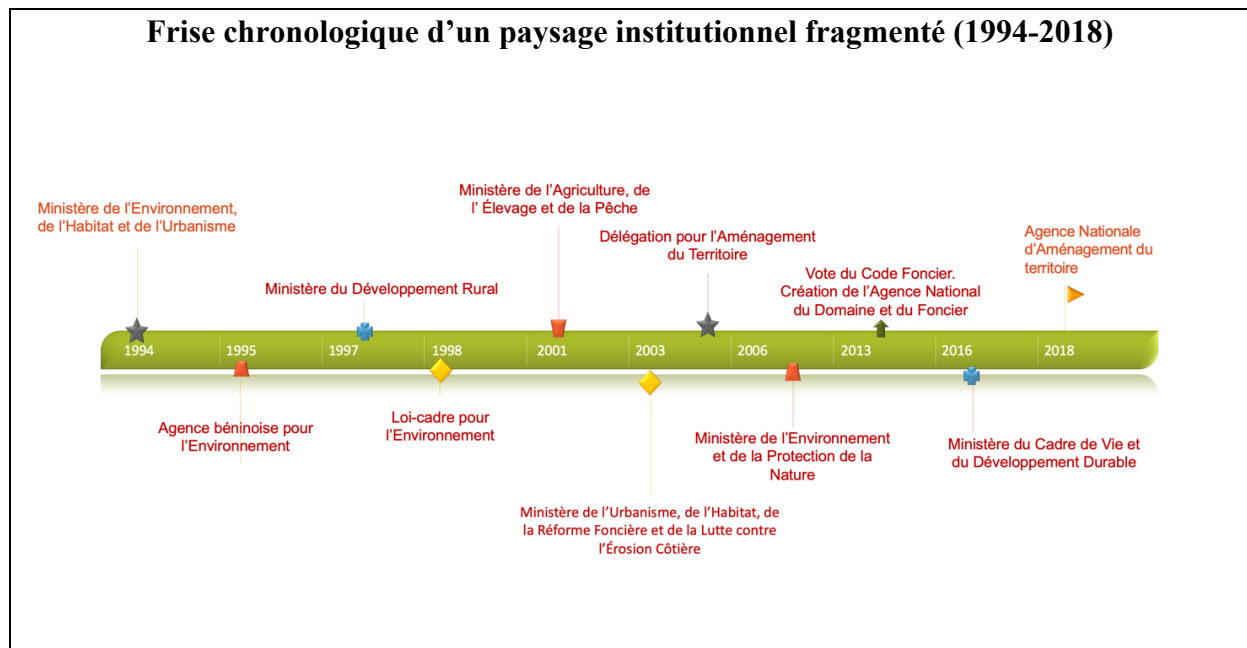 Frise chronologique d’un paysage institutionnel fragmenté (1994-2018)
Ministère de l’Environnement,
de l’Habitat et de l’Urbanisme
Ministère du Développement Rural
Ministère de l’Agriculture, de
l’ Élevage et de la Pêche
Délégation pour l’Aménagement
du Territoire
Vote du Code Foncier.
Création de l’Agence National
du Domaine et du Foncier
Agence Nationale
d’Aménagement du
territoire
1994 1995 1997 1998 2001 2003 2006 2013 2016 2018
Agence béninoise pour
l’Environnement
Loi-cadre pour
l’Environnement
Ministère de l’Urbanisme, de l’Habitat, de
la Réforme Foncière et de la Lutte contre
l’Érosion Côtière
Ministère de l’Environnement
et de la Protection de la
Nature
Ministère du Cadre de Vie et
du Développement Durable